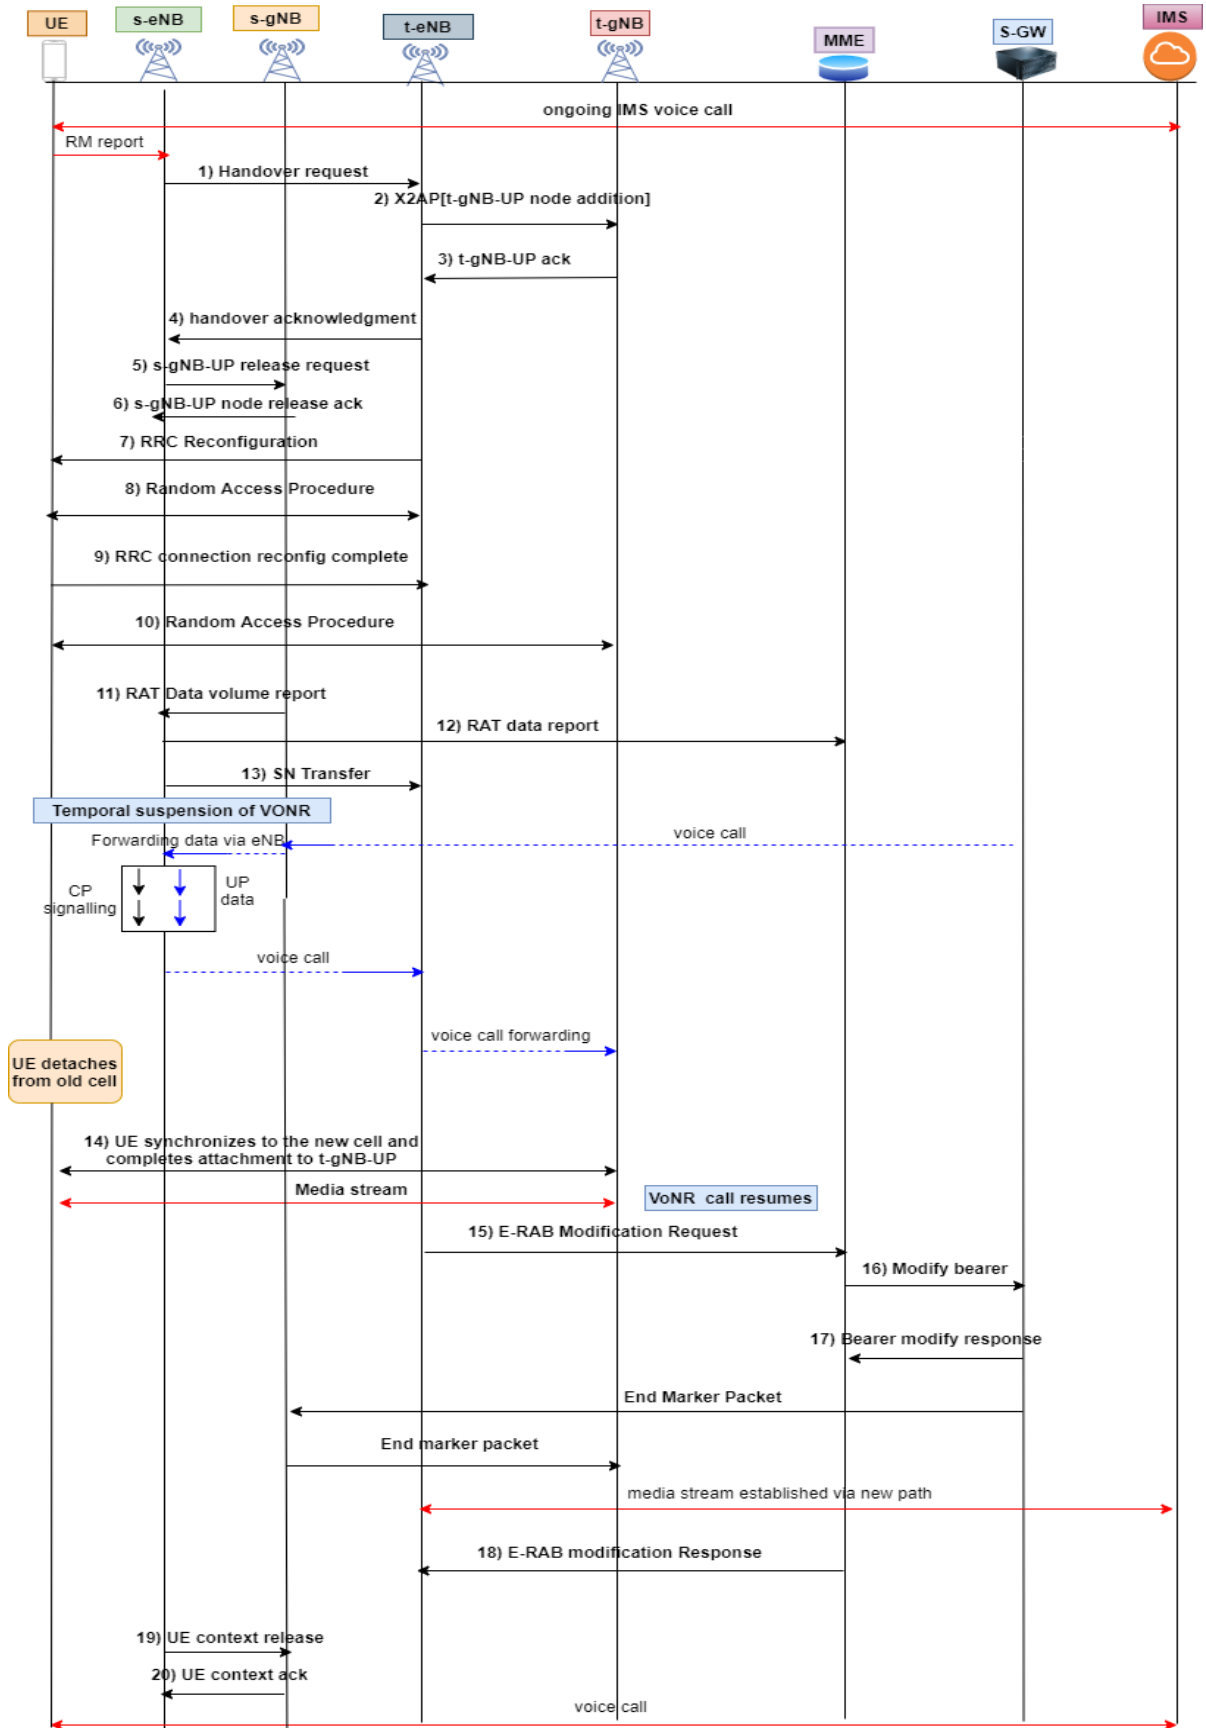 UE
s-eNB
s-gNB
t-eNB
t-gNB
MME
S-GW
IMS
ongoing IMS voice call
RM report
1) Handover request
2) X2AP[t-gNB-UP node addition]
3) t-gNB-UP ack
4) handover acknowledgment
5) s-gNB-UP release request
6) s-gNB-UP node release ack
7) RRC Reconfiguration
8) Random Access Procedure
9) RRC connection reconfig complete
10) Random Access Procedure
11) RAT Data volume report
12) RAT data report
13) SN Transfer
Temporal suspension of VONR
voice call
Forwarding data via eNB
CP
signalling
UP
data
voice call
voice call forwarding
UE detaches
from old cell
14) UE synchronizes to the new cell and
completes attachment to t-gNB-UP
Media stream
VoNR call resumes
15) E-RAB Modification Request
16) Modify bearer
17) Bearer modify response
End Marker Packet
End marker packet
media stream established via new path
18) E-RAB modification Response
19) UE context release
20) UE context ack
voice call